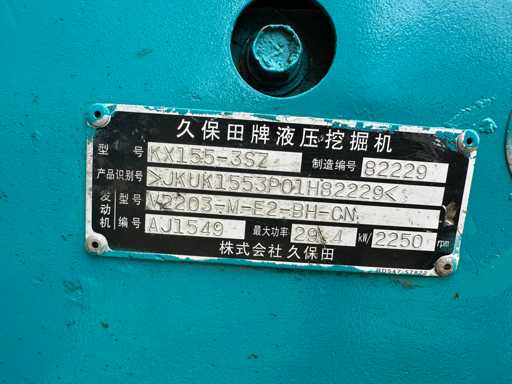 久保田牌液压挖掘机
型号 KX155-3SZ 制造编号 82229
产品识别号 >JKUK1553P01H82229<
发动机 型号 V2203-M-E2-BH-CN
编号 AJ1549 最大功率 29.4 kW/ 2250 rpm
株式会社久保田